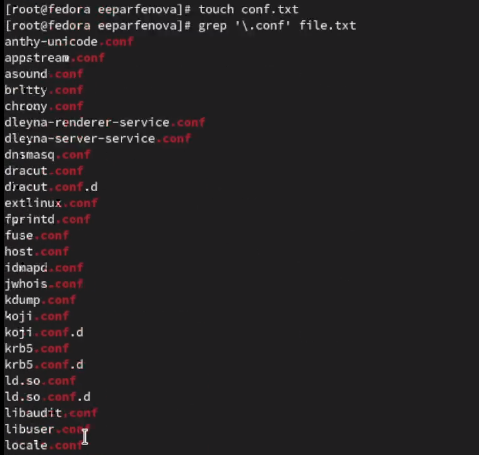 [root@fedora eeparfenova]# touch conf.txt
[root@fedora eeparfenova]# grep '\.conf' file.txt
anthy-unicode.conf
appstream.conf
asound.conf
brltty.conf
chrony.conf
dleyna-renderer-service.conf
dleyna-server-service.conf
dnsmasq.conf
dracut.conf
dracut.conf.d
extlinux.conf
fprintd.conf
fuse.conf
host.conf
idmapd.conf
jwhois.conf
kdump.conf
koji.conf
koji.conf.d
krb5.conf
krb5.conf.d
ld.so.conf
ld.so.conf.d
libaudit.conf
libuser.conf
locale.conf